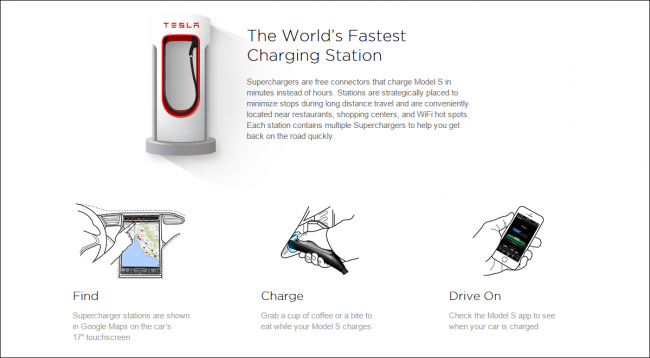 TESLA
The World's Fastest
Charging Station
Superchargers are free connectors that charge Model S in
minutes instead of hours. Stations are strategically placed to
minimize stops during long distance travel and are conveniently
located near restaurants, shopping centers, and WiFi hot spots.
Each station contains multiple Superchargers to help you get
back on the road quickly.
Find
Supercharger stations are shown
in Google Maps on the car's
17" touchscreen
Charge
Grab a cup of coffee or a bite to
eat while your Model S charges
Drive On
Check the Model S app to see
when your car is charged